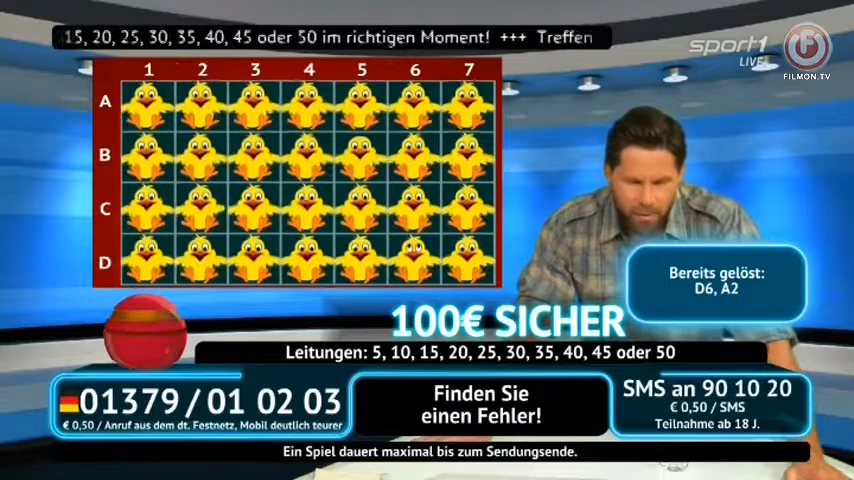 15, 20, 25, 30, 35, 40, 45 oder 50 im richtigen Moment! +++ Treffen
sport1
LIVE
F
FILMON.TV
1 2 3 4 5 6 7
A
B
C
D
Bereits gelöst:
D6, A2
100€ SICHER
Leitungen: 5, 10, 15, 20, 25, 30, 35, 40, 45 oder 50
01379/01 02 03
€ 0,50 / Anruf aus dem dt. Festnetz, Mobil deutlich teurer
Finden Sie
einen Fehler!
SMS an 90 10 20
€ 0,50 / SMS
Teilnahme ab 18 J.
Ein Spiel dauert maximal bis zum Sendungsende.